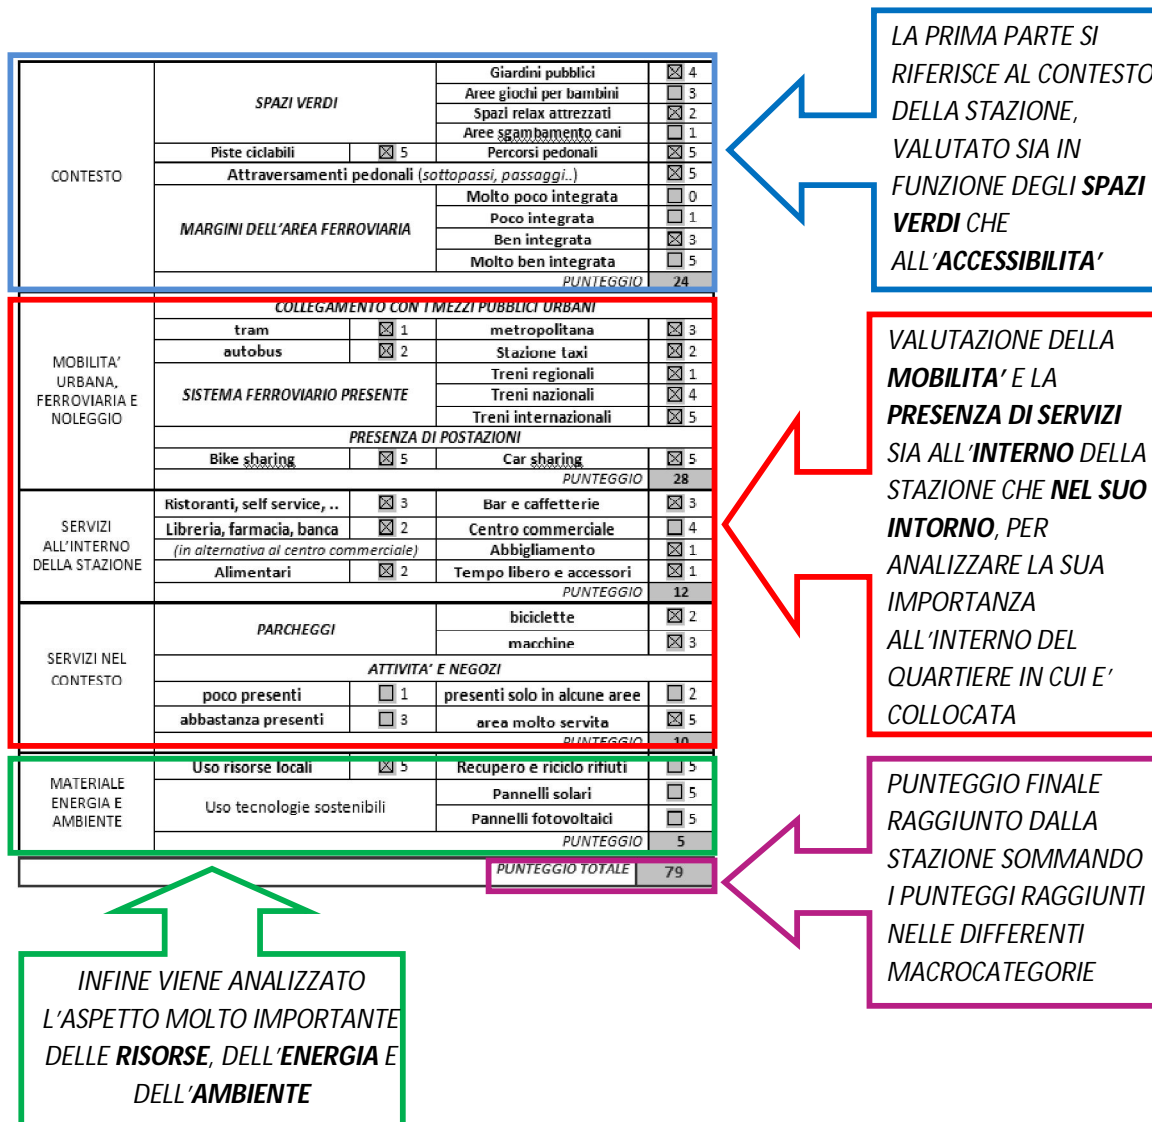 Giardini pubblici ☒ 4
SPAZI VERDI
Aree giochi per bambini ☐ 3
Spazi relax attrezzati ☒ 2
Aree sgambamento cani ☐ 1
Piste ciclabili ☒ 5 Percorsi pedonali ☒ 5
CONTESTO
Attraversamenti pedonali (sottopassi, passaggi..) ☒ 5
Molto poco integrata ☐ 0
MARGINI DELL'AREA FERROVIARIA
Poco integrata ☐ 1
Ben integrata ☒ 3
Molto ben integrata ☐ 5
PUNTEGGIO 24
COLLEGAMENTO CON I MEZZI PUBBLICI URBANI
tram ☒ 1 metropolitana ☒ 3
autobus ☒ 2 Stazione taxi ☒ 2
MOBILITA'
URBANA,
FERROVIARIA E
NOLEGGIO
SISTEMA FERROVIARIO PRESENTE
Treni regionali ☒ 1
Treni nazionali ☒ 4
Treni internazionali ☒ 5
PRESENZA DI POSTAZIONI
Bike sharing ☒ 5 Car sharing ☒ 5
PUNTEGGIO 28
SERVIZI
ALL'INTERNO
DELLA STAZIONE
Ristoranti, self service, .. ☒ 3 Bar e caffetterie ☒ 3
Libreria, farmacia, banca ☒ 2 Centro commerciale ☐ 4
(in alternativa al centro commerciale) Abbigliamento ☒ 1
Alimentari ☒ 2 Tempo libero e accessori ☒ 1
PUNTEGGIO 12
SERVIZI NEL
CONTESTO
PARCHEGGI
biciclette ☒ 2
macchine ☒ 3
ATTIVITA' E NEGOZI
poco presenti ☐ 1 presenti solo in alcune aree ☐ 2
abbastanza presenti ☐ 3 area molto servita ☒ 5
PUNTEGGIO 10
MATERIALE
ENERGIA E
AMBIENTE
Uso risorse locali ☒ 5 Recupero e riciclo rifiuti ☐ 5
Uso tecnologie sostenibili
Pannelli solari ☐ 5
Pannelli fotovoltaici ☐ 5
PUNTEGGIO 5
PUNTEGGIO TOTALE 79
LA PRIMA PARTE SI
RIFERISCE AL CONTESTO
DELLA STAZIONE,
VALUTATO SIA IN
FUNZIONE DEGLI SPAZI
VERDI CHE
ALL'ACCESSIBILITA'
VALUTAZIONE DELLA
MOBILITA' E LA
PRESENZA DI SERVIZI
SIA ALL'INTERNO DELLA
STAZIONE CHE NEL SUO
INTORNO, PER
ANALIZZARE LA SUA
IMPORTANZA
ALL'INTERNO DEL
QUARTIERE IN CUI E'
COLLOCATA
PUNTEGGIO FINALE
RAGGIUNTO DALLA
STAZIONE SOMMANDO
I PUNTEGGI RAGGIUNTI
NELLE DIFFERENTI
MACROCATEGORIE
INFINE VIENE ANALIZZATO
L'ASPETTO MOLTO IMPORTANTE
DELLE RISORSE, DELL'ENERGIA E
DELL'AMBIENTE